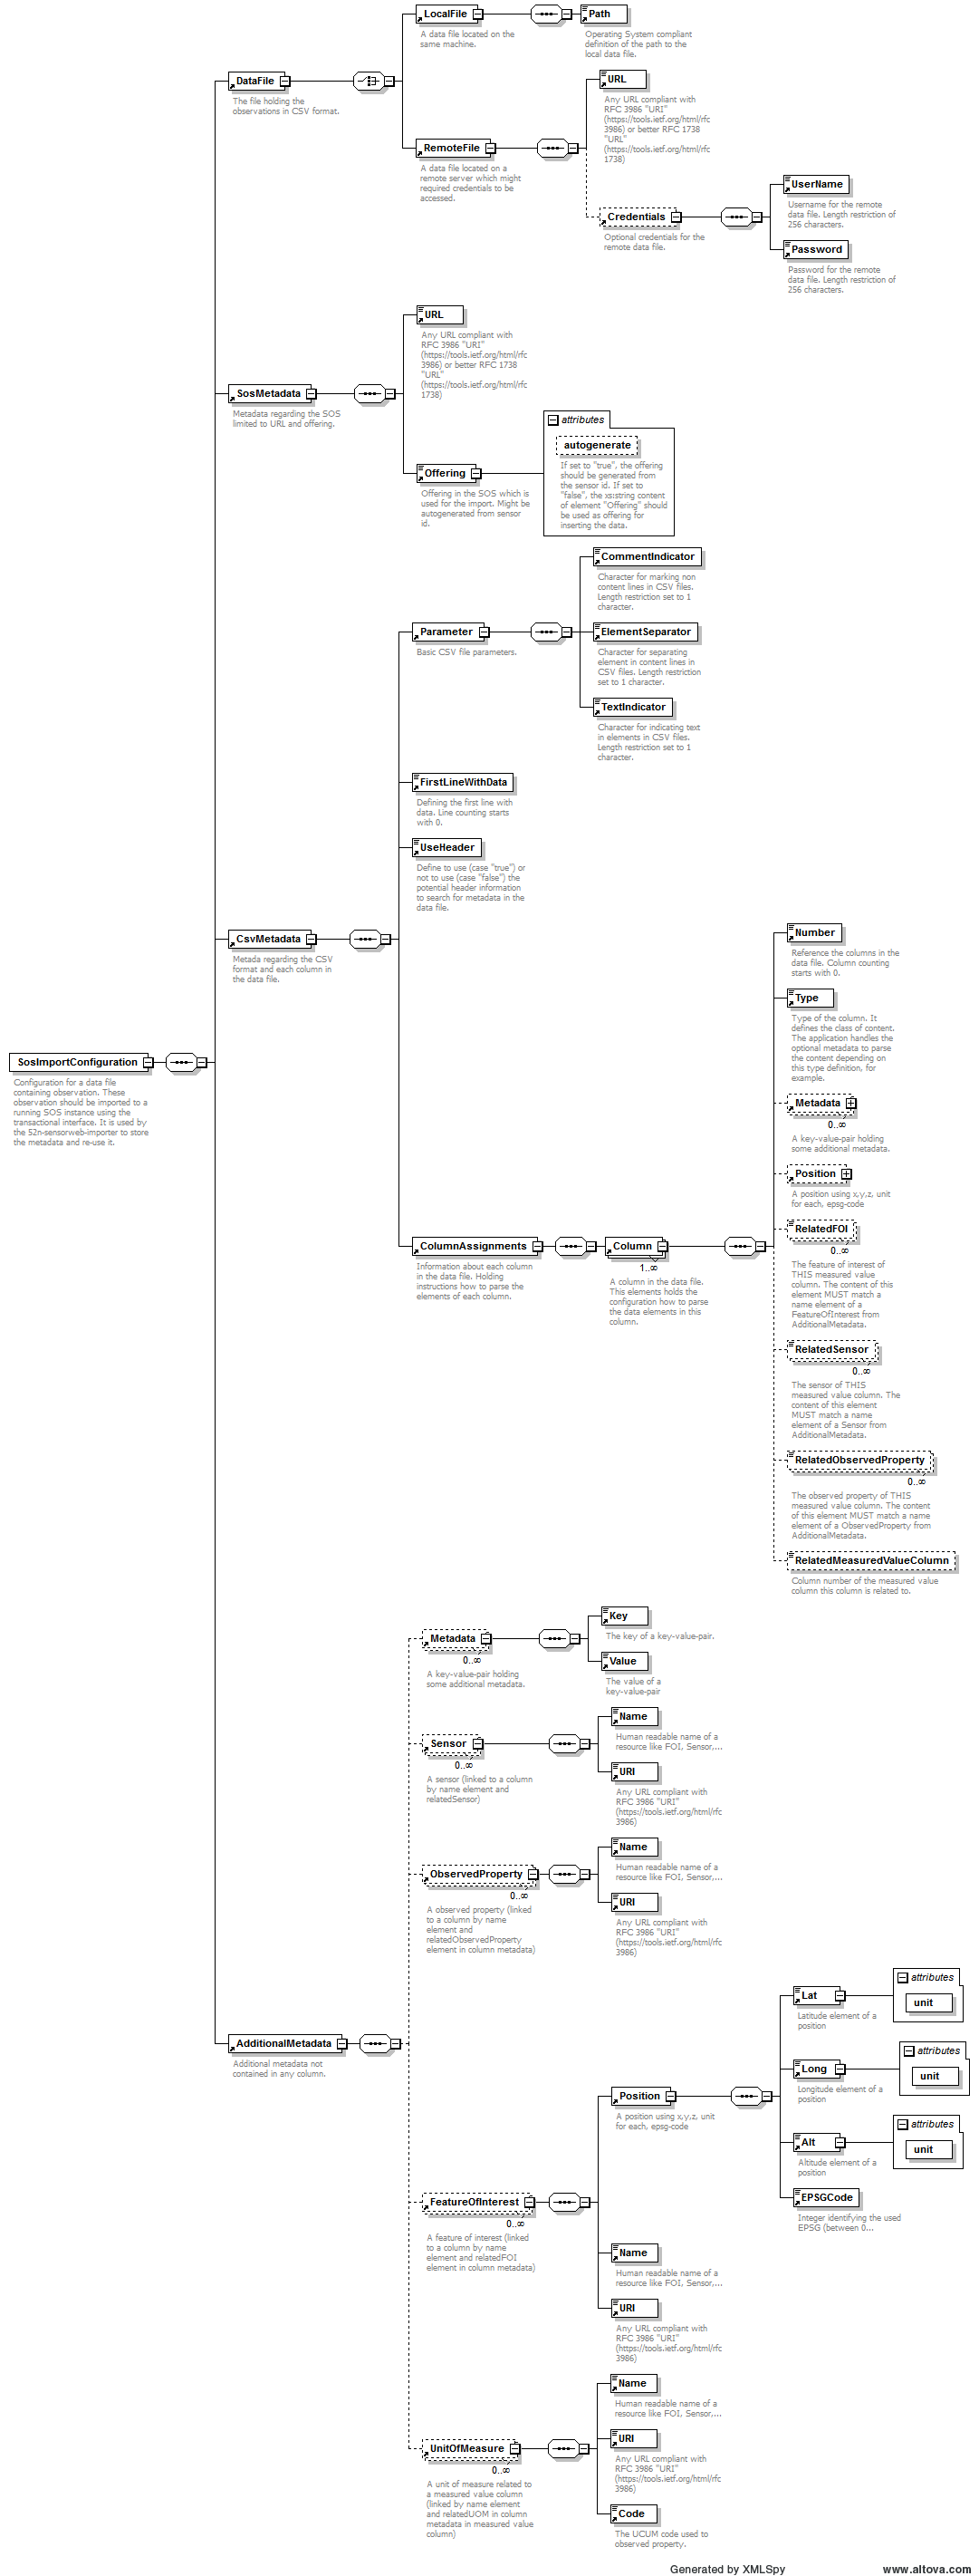 LocalFile
A data file located on the
same machine.
Path
Operating System compliant
definition of the path to the
local data file.
DataFile
The file holding the
observations in CSV format.
URL
Any URL compliant with
RFC 3986 "URI"
(https://tools.ietf.org/html/rfc
3986) or better RFC 1738
"URL"
(https://tools.ietf.org/html/rfc
1738)
RemoteFile
A data file located on a
remote server which might
required credentials to be
accessed.
Credentials
Optional credentials for the
remote data file.
UserName
Username for the remote
data file. Length restriction of
256 characters.
Password
Password for the remote
data file. Length restriction of
256 characters.
URL
Any URL compliant with
RFC 3986 "URI"
(https://tools.ietf.org/html/rfc
3986) or better RFC 1738
"URL"
(https://tools.ietf.org/html/rfc
1738)
SosMetadata
Metadata regarding the SOS
limited to URL and offering.
Offering
Offering in the SOS which is
used for the import. Might be
autogenerated from sensor
id.
attributes
autogenerate
If set to "true", the offering
should be generated from
the sensor id. If set to
"false", the xs:string content
of element "Offering" should
be used as offering for
inserting the data.
Parameter
Basic CSV file parameters.
CommentIndicator
Character for marking non
content lines in CSV files.
Length restriction set to 1
character.
ElementSeparator
Character for separating
element in content lines in
CSV files. Length restriction
set to 1 character.
TextIndicator
Character for indicating text
in elements in CSV files.
Length restriction set to 1
character.
FirstLineWithData
Defining the first line with
data. Line counting starts
with 0.
UseHeader
Define to use (case "true") or
not to use (case "false") the
potential header information
to search for metadata in the
data file.
CsvMetadata
Metada regarding the CSV
format and each column in
the data file.
SosImportConfiguration
Configuration for a data file
containing observation. These
observation should be imported to a
running SOS instance using the
transactional interface. It is used by
the 52n-sensorweb-importer to store
the metadata and re-use it.
ColumnAssignments
Information about each column
in the data file. Holding
instructions how to parse the
elements of each column.
Column
1..∞
A column in the data file.
This elements holds the
configuration how to parse
the data elements in this
column.
Number
Reference the columns in the
data file. Column counting
starts with 0.
Type
Type of the column. It
defines the class of content.
The application handles the
optional metadata to parse
the content depending on
this type definition, for
example.
Metadata
0..∞
A key-value-pair holding
some additional metadata.
Position
A position using x,y,z, unit
for each, epsg-code
RelatedFOI
0..∞
The feature of interest of
THIS measured value
column. The content of this
element MUST match a
name element of a
FeatureOfInterest from
AdditionalMetadata.
RelatedSensor
0..∞
The sensor of THIS
measured value column. The
content of this element
MUST match a name
element of a Sensor from
AdditionalMetadata.
RelatedObservedProperty
0..∞
The observed property of THIS
measured value column. The content
of this element MUST match a name
element of a ObservedProperty from
AdditionalMetadata.
RelatedMeasuredValueColumn
Column number of the measured value
column this column is related to.
Metadata
0..∞
A key-value-pair holding
some additional metadata.
Key
The key of a key-value-pair.
Value
The value of a
key-value-pair
Sensor
0..∞
A sensor (linked to a column
by name element and
relatedSensor)
Name
Human readable name of a
resource like FOI, Sensor,...
URI
Any URL compliant with
RFC 3986 "URI"
(https://tools.ietf.org/html/rfc
3986)
ObservedProperty
0..∞
A observed property (linked
to a column by name
element and
relatedObservedProperty
element in column metadata)
Name
Human readable name of a
resource like FOI, Sensor,...
URI
Any URL compliant with
RFC 3986 "URI"
(https://tools.ietf.org/html/rfc
3986)
AdditionalMetadata
Additional metadata not
contained in any column.
FeatureOfInterest
0..∞
A feature of interest (linked
to a column by name
element and relatedFOI
element in column metadata)
Position
A position using x,y,z, unit
for each, epsg-code
Lat
Latitude element of a
position
attributes
unit
Long
Longitude element of a
position
attributes
unit
Alt
Altitude element of a
position
attributes
unit
EPSGCode
Integer identifying the used
EPSG (between 0...
Name
Human readable name of a
resource like FOI, Sensor,...
URI
Any URL compliant with
RFC 3986 "URI"
(https://tools.ietf.org/html/rfc
3986)
UnitOfMeasure
0..∞
A unit of measure related to
a measured value column
(linked by name element
and relatedUOM in column
metadata in measured value
column)
Name
Human readable name of a
resource like FOI, Sensor,...
URI
Any URL compliant with
RFC 3986 "URI"
(https://tools.ietf.org/html/rfc
3986)
Code
The UCUM code used to
observed property.
Generated by XMLSpy
www.altova.com